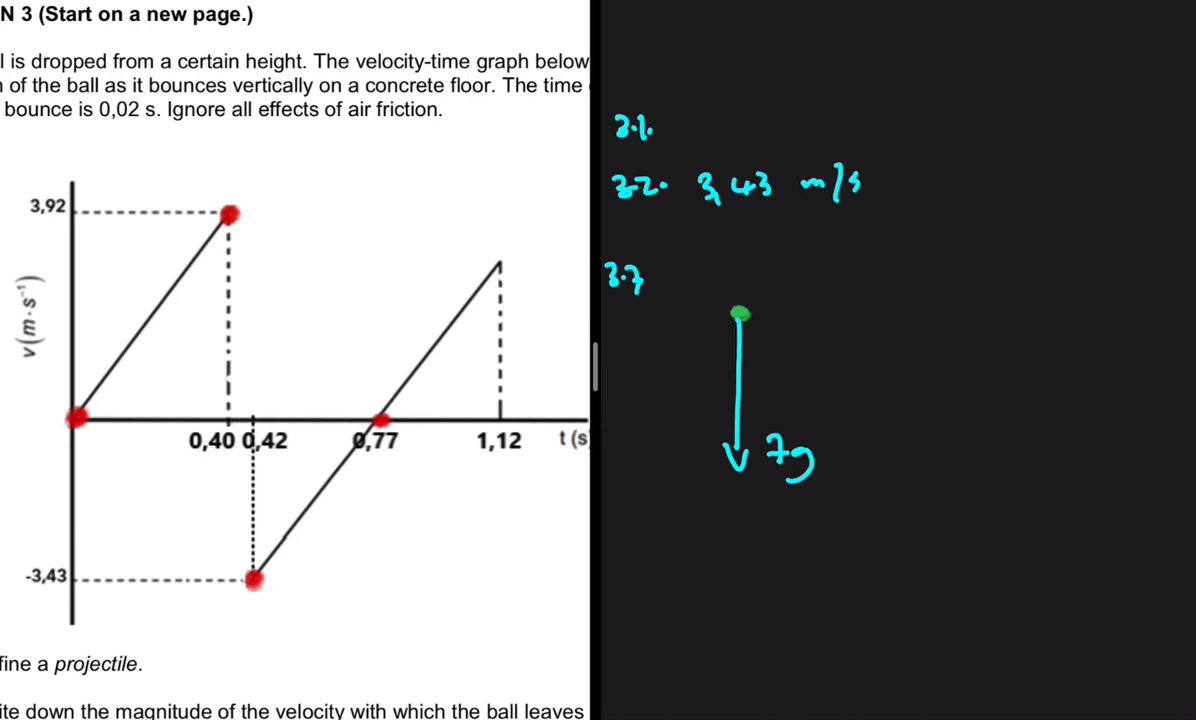 N 3 (Start on a new page.)
l is dropped from a certain height. The velocity-time graph below
of the ball as it bounces vertically on a concrete floor. The time
bounce is 0,02 s. Ignore all effects of air friction.
3,92
v(m·s⁻¹)
0,40 0,42 0,77 1,12 t (s
-3,43
fine a projectile.
ite down the magnitude of the velocity with which the ball leaves
3.1.
3.2. 3,43 m/s
3.3
Fg